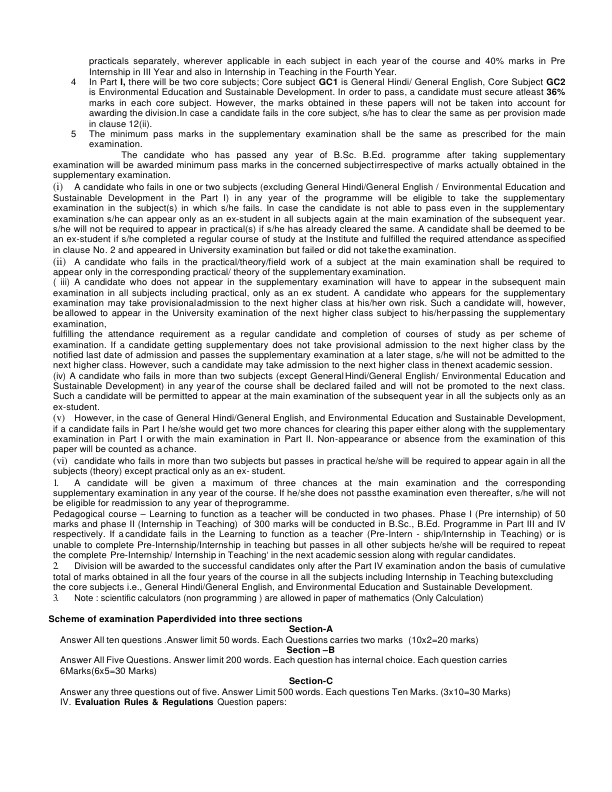 practicals separately, wherever applicable in each subject in each year of the course and 40% marks in Pre
Internship in III Year and also in Internship in Teaching in the Fourth Year.
4 In Part I, there will be two core subjects; Core subject GC1 is General Hindi/ General English, Core Subject GC2
is Environmental Education and Sustainable Development. In order to pass, a candidate must secure atleast 36%
marks in each core subject. However, the marks obtained in these papers will not be taken into account for
awarding the division.In case a candidate fails in the core subject, s/he has to clear the same as per provision made
in clause 12(ii).
5 The minimum pass marks in the supplementary examination shall be the same as prescribed for the main
examination.
The candidate who has passed any year of B.Sc. B.Ed. programme after taking supplementary
examination will be awarded minimum pass marks in the concerned subjectirrespective of marks actually obtained in the
supplementary examination.
(i) A candidate who fails in one or two subjects (excluding General Hindi/General English / Environmental Education and
Sustainable Development in the Part I) in any year of the programme will be eligible to take the supplementary
examination in the subject(s) in which s/he fails. In case the candidate is not able to pass even in the supplementary
examination s/he can appear only as an ex-student in all subjects again at the main examination of the subsequent year.
s/he will not be required to appear in practical(s) if s/he has already cleared the same. A candidate shall be deemed to be
an ex-student if s/he completed a regular course of study at the Institute and fulfilled the required attendance as specified
in clause No. 2 and appeared in University examination but failed or did not take the examination.
(ii) A candidate who fails in the practical/theory/field work of a subject at the main examination shall be required to
appear only in the corresponding practical/ theory of the supplementary examination.
( iii) A candidate who does not appear in the supplementary examination will have to appear in the subsequent main
examination in all subjects including practical, only as an ex student. A candidate who appears for the supplementary
examination may take provisional admission to the next higher class at his/her own risk. Such a candidate will, however,
be allowed to appear in the University examination of the next higher class subject to his/her passing the supplementary
examination,
fulfilling the attendance requirement as a regular candidate and completion of courses of study as per scheme of
examination. If a candidate getting supplementary does not take provisional admission to the next higher class by the
notified last date of admission and passes the supplementary examination at a later stage, s/he will not be admitted to the
next higher class. However, such a candidate may take admission to the next higher class in thenext academic session.
(iv) A candidate who fails in more than two subjects (except General Hindi/General English/ Environmental Education and
Sustainable Development) in any year of the course shall be declared failed and will not be promoted to the next class.
Such a candidate will be permitted to appear at the main examination of the subsequent year in all the subjects only as an
ex-student.
(v) However, in the case of General Hindi/General English, and Environmental Education and Sustainable Development,
if a candidate fails in Part I he/she would get two more chances for clearing this paper either along with the supplementary
examination in Part I or with the main examination in Part II. Non-appearance or absence from the examination of this
paper will be counted as a chance.
(vi) candidate who fails in more than two subjects but passes in practical he/she will be required to appear again in all the
subjects (theory) except practical only as an ex- student.
1. A candidate will be given a maximum of three chances at the main examination and the corresponding
supplementary examination in any year of the course. If he/she does not passthe examination even thereafter, s/he will not
be eligible for readmission to any year of theprogramme.
Pedagogical course – Learning to function as a teacher will be conducted in two phases. Phase I (Pre internship) of 50
marks and phase II (Internship in Teaching) of 300 marks will be conducted in B.Sc., B.Ed. Programme in Part III and IV
respectively. If a candidate fails in the Learning to function as a teacher (Pre-Intern - ship/Internship in Teaching) or is
unable to complete Pre-Internship/Internship in teaching but passes in all other subjects he/she will be required to repeat
the complete Pre-Internship/ Internship in Teaching' in the next academic session along with regular candidates.
2. Division will be awarded to the successful candidates only after the Part IV examination andon the basis of cumulative
total of marks obtained in all the four years of the course in all the subjects including Internship in Teaching butexcluding
the core subjects i.e., General Hindi/General English, and Environmental Education and Sustainable Development.
3. Note : scientific calculators (non programming ) are allowed in paper of mathematics (Only Calculation)
Scheme of examination Paperdivided into three sections
Section-A
Answer All ten questions .Answer limit 50 words. Each Questions carries two marks (10x2=20 marks)
Section –B
Answer All Five Questions. Answer limit 200 words. Each question has internal choice. Each question carries
6Marks(6x5=30 Marks)
Section-C
Answer any three questions out of five. Answer Limit 500 words. Each questions Ten Marks. (3x10=30 Marks)
IV. Evaluation Rules & Regulations Question papers: